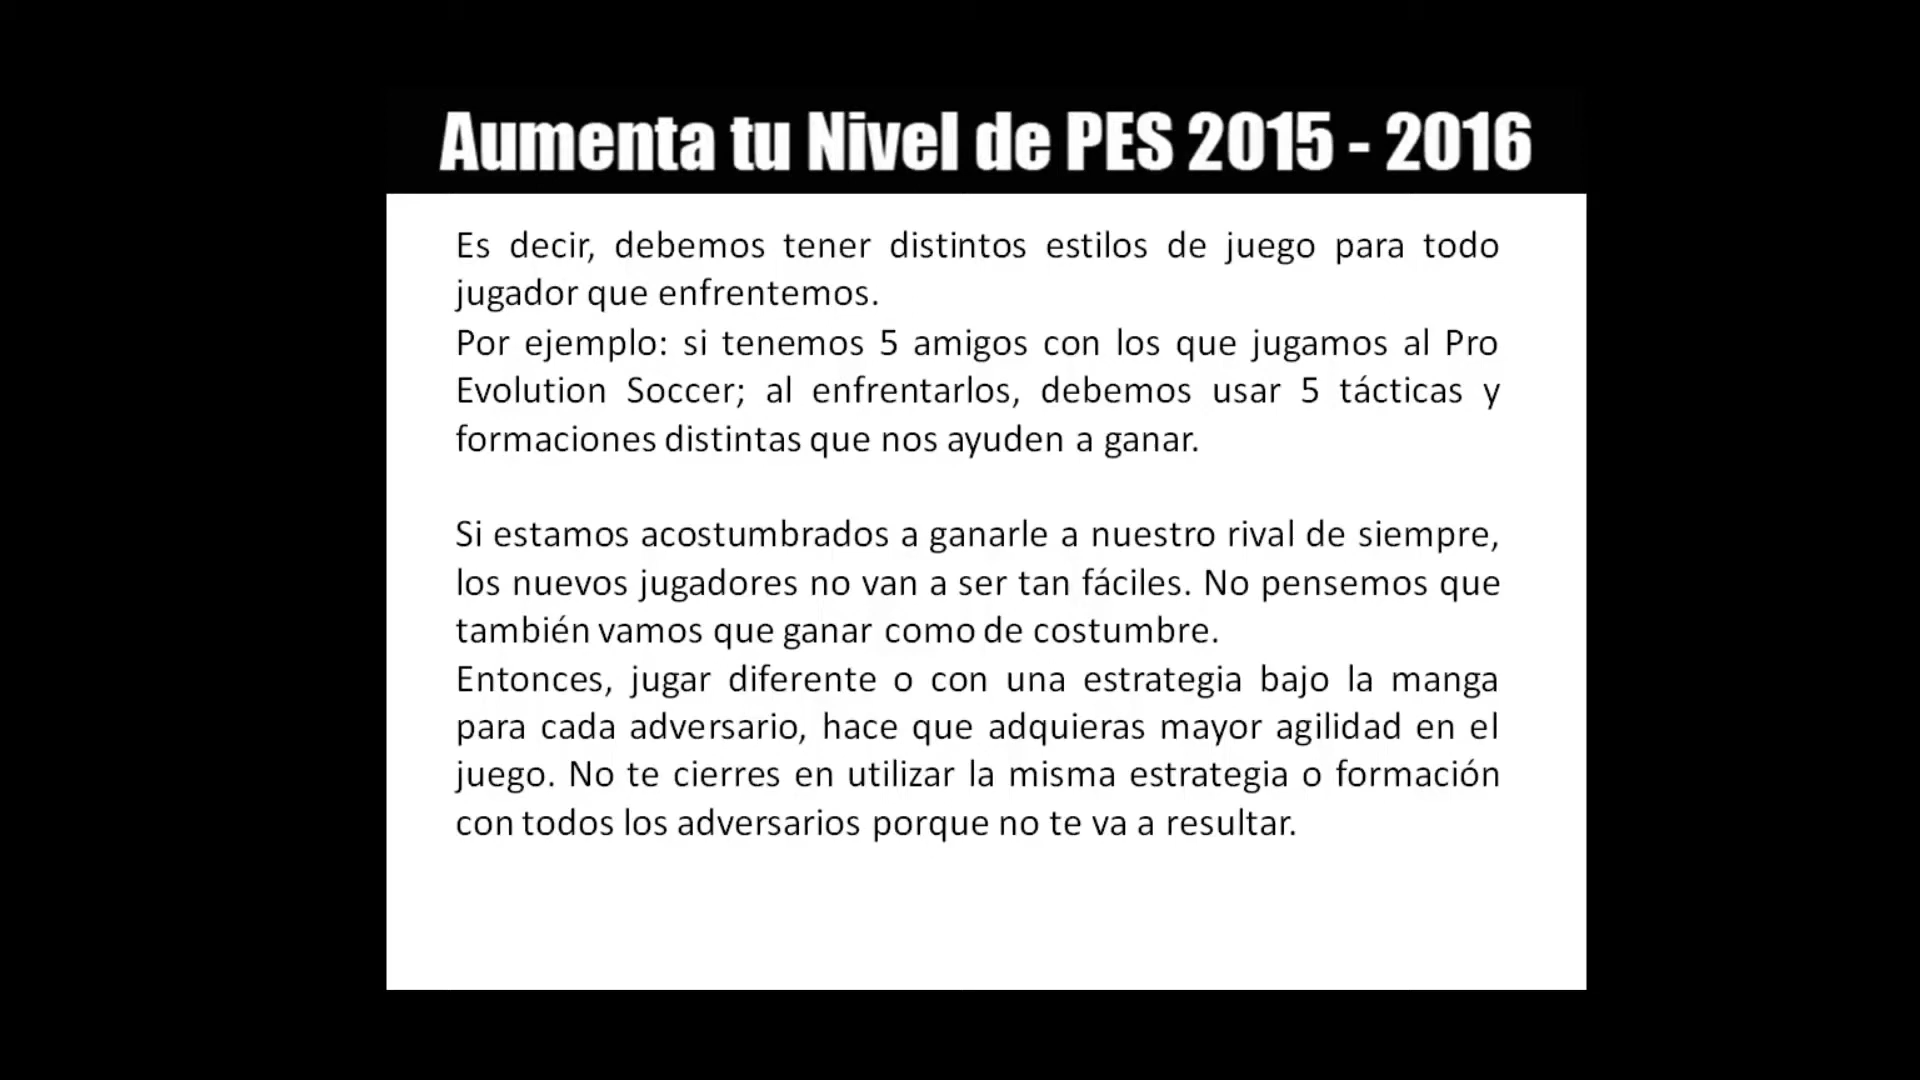 Aumenta tu Nivel de PES 2015 - 2016
Es decir, debemos tener distintos estilos de juego para todo
jugador que enfrentemos.
Por ejemplo: si tenemos 5 amigos con los que jugamos al Pro
Evolution Soccer; al enfrentarlos, debemos usar 5 tácticas y
formaciones distintas que nos ayuden a ganar.
Si estamos acostumbrados a ganarle a nuestro rival de siempre,
los nuevos jugadores no van a ser tan fáciles. No pensemos que
también vamos que ganar como de costumbre.
Entonces, jugar diferente o con una estrategia bajo la manga
para cada adversario, hace que adquieras mayor agilidad en el
juego. No te cierres en utilizar la misma estrategia o formación
con todos los adversarios porque no te va a resultar.